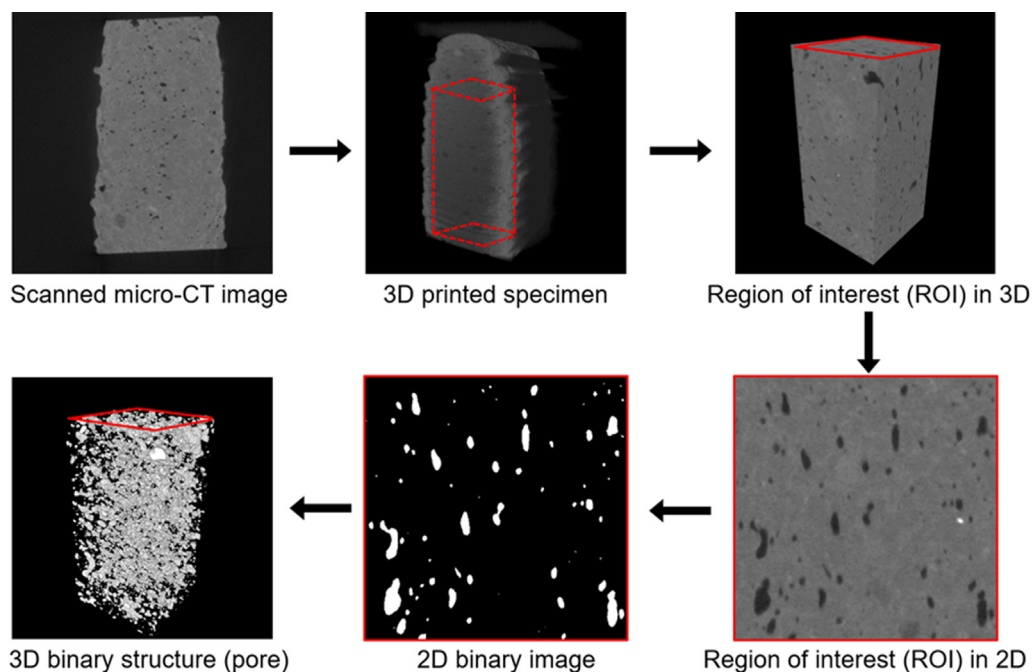 Scanned micro-CT image
3D printed specimen
Region of interest (ROI) in 3D
3D binary structure (pore)
2D binary image
Region of interest (ROI) in 2D